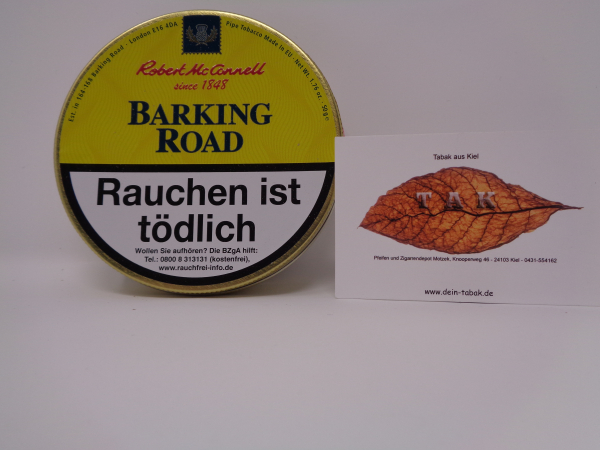 Est. in 164-168 Barking Road - London E16 4DA
Pipe Tobacco Made in EU - Net Wt. 1.76 oz. 50g e
Robert McConnell
since 1848
BARKING
ROAD
Rauchen ist
tödlich
Wollen Sie aufhören? Die BZgA hilft:
Tel.: 0800 8 313131 (kostenfrei),
www.rauchfrei-info.de
Tabak aus Kiel
TAK
Pfeifen und Zigarrendepot Motzek, Knooperweg 46 - 24103 Kiel - 0431-554162
www.dein-tabak.de